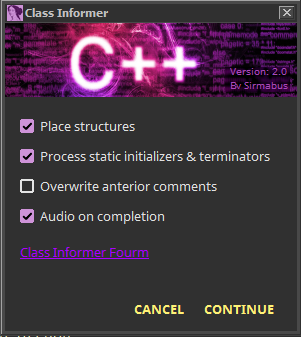 Class Informer
C++
Version: 2.0
By Sirmabus
Place structures
Process static initializers & terminators
Overwrite anterior comments
Audio on completion
Class Informer Fourm
CANCEL
CONTINUE